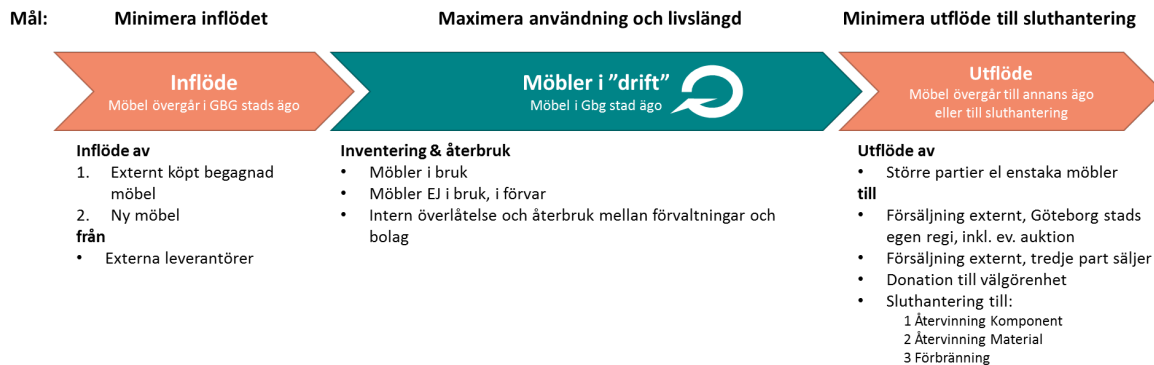 Mål:
Minimera inflödet
Maximera användning och livslängd
Minimera utflöde till sluthantering
Inflöde
Möbel övergår i GBG stads ägo
Möbler i ”drift”
Möbel i Gbg stad ägo
Utflöde
Möbel övergår till annans ägo
eller till sluthantering
Inflöde av
1. Externt köpt begagnad
möbel
2. Ny möbel
från
• Externa leverantörer
Inventering & återbruk
• Möbler i bruk
• Möbler EJ i bruk, i förvar
• Intern överlåtelse och återbruk mellan förvaltningar och
bolag
Utflöde av
• Större partier el enstaka möbler
till
• Försäljning externt, Göteborg stads
egen regi, inkl. ev. auktion
• Försäljning externt, tredje part säljer
• Donation till välgörenhet
• Sluthantering till:
1 Återvinning Komponent
2 Återvinning Material
3 Förbränning